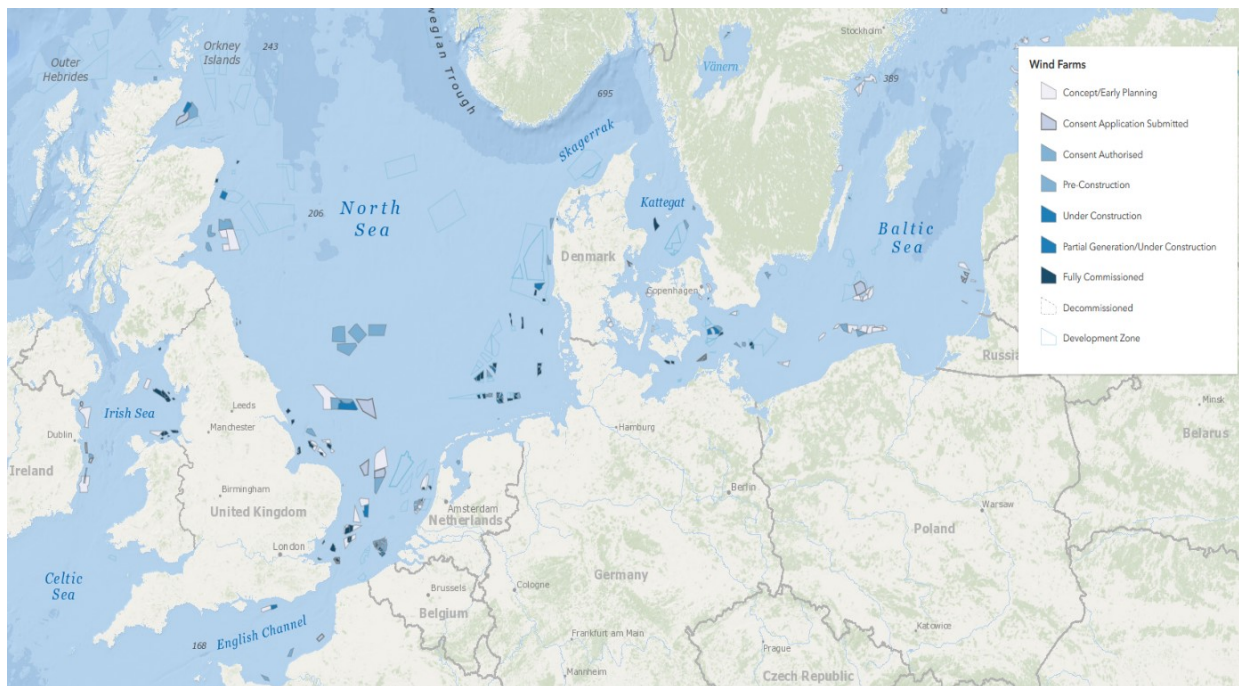 Outer
Hebrides
Orkney
Islands
243
wegian Trough
695
Skagerrak
Vänern
Stockholm
389
206
North
Sea
Kattegat
Denmark
Copenhagen
Baltic
Sea
Wind Farms
Concept/Early Planning
Consent Application Submitted
Consent Authorised
Pre-Construction
Under Construction
Partial Generation/Under Construction
Fully Commissioned
Decommissioned
Development Zone
Russia
Minsk
Belarus
Irish Sea
Dublin
Ireland
Leeds
Manchester
Birmingham
United Kingdom
London
Celtic
Sea
168
English Channel
Amsterdam
Netherlands
Brussels
Belgium
Hamburg
Berlin
Cologne
Germany
Frankfurt am Main
Mannheim
Warsaw
Poland
Katowice
Prague
Czech Republic